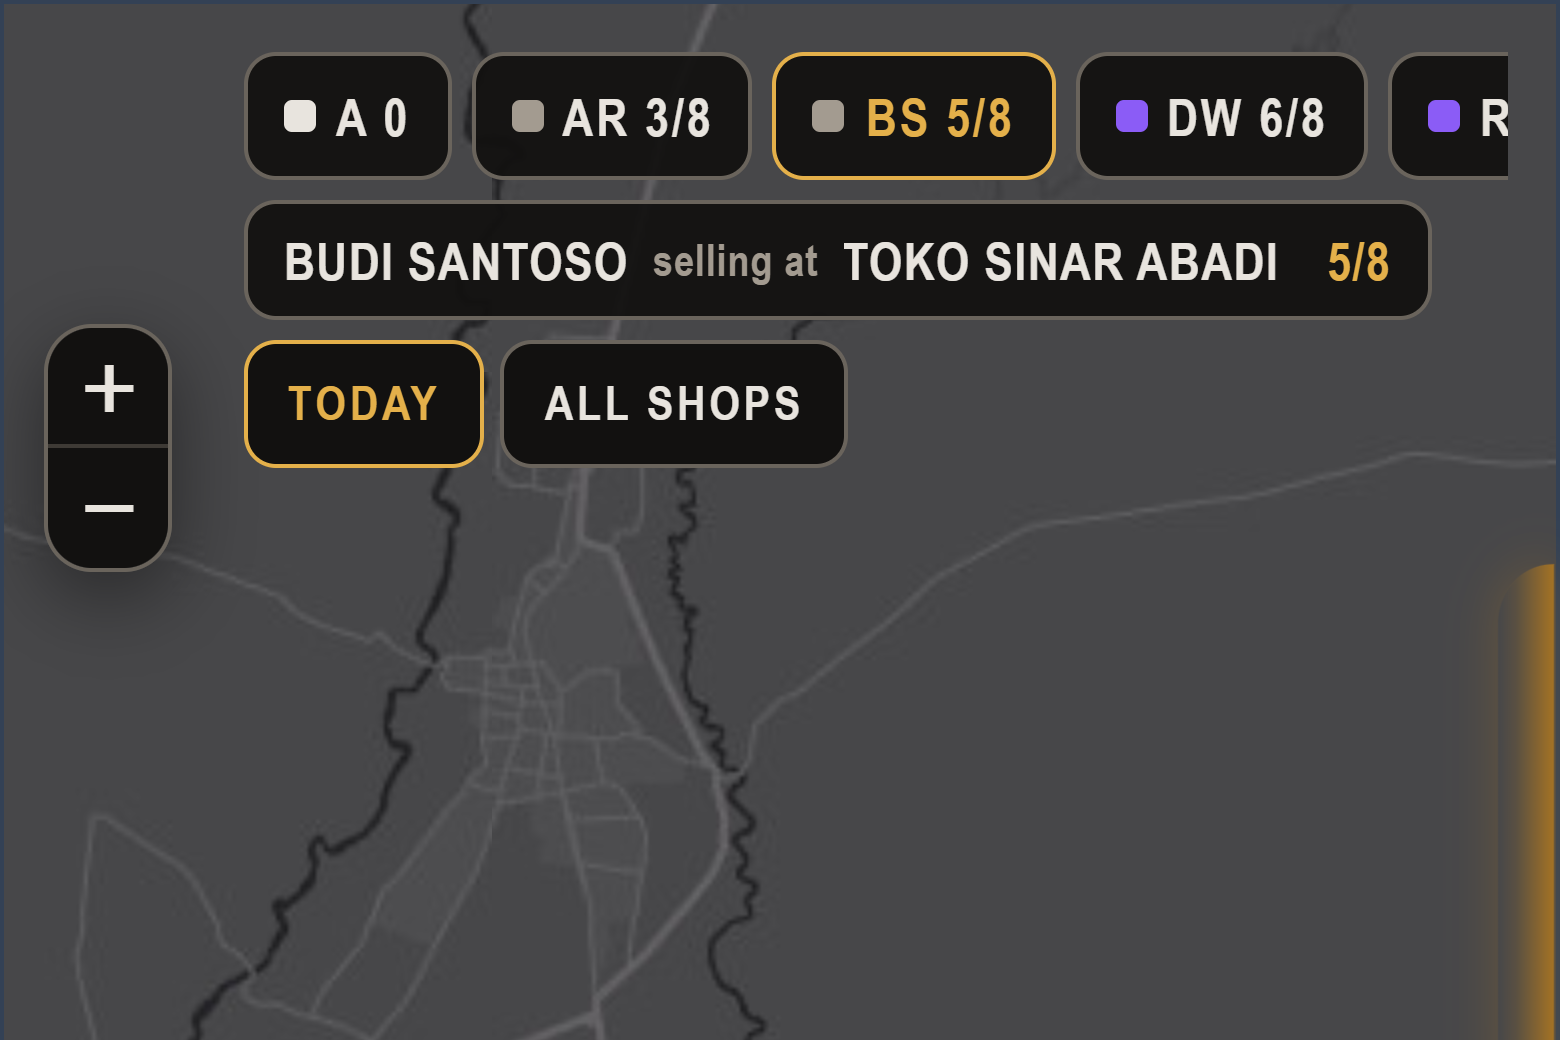 A 0 AR 3/8 BS 5/8 DW 6/8 R
BUDI SANTOSO selling at TOKO SINAR ABADI 5/8
TODAY ALL SHOPS
+
−